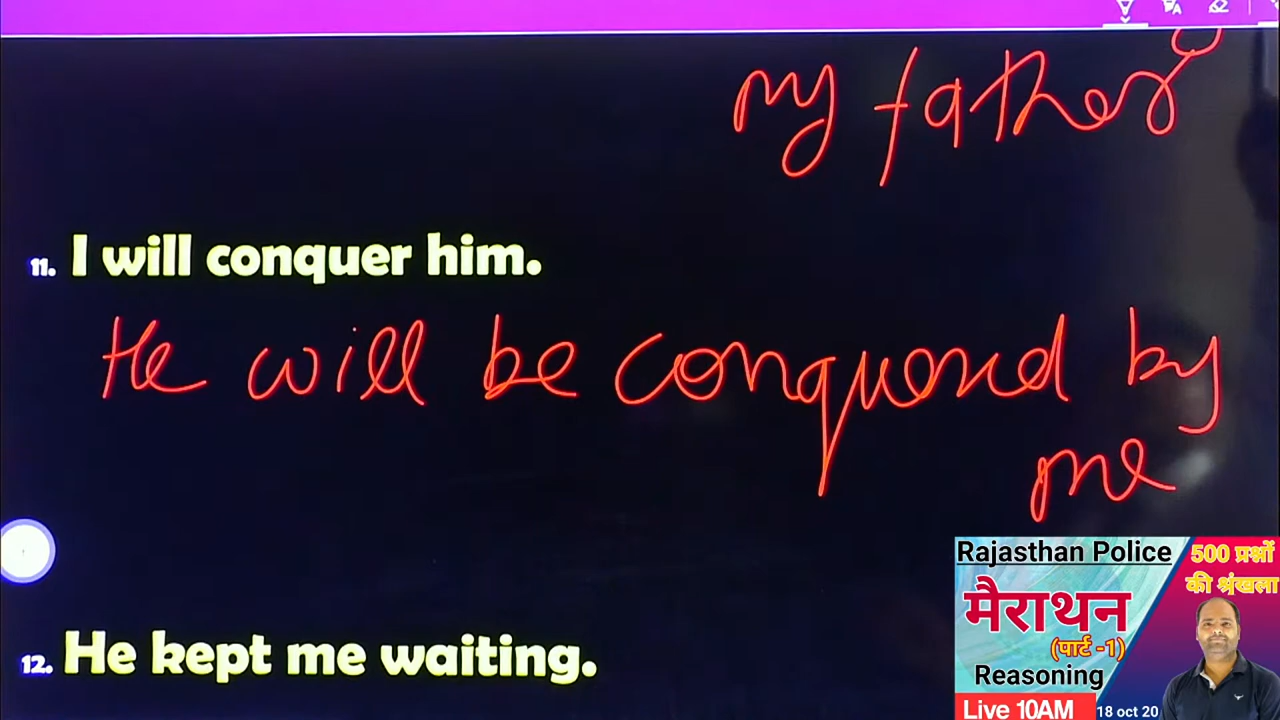 my father
11. I will conquer him.
He will be conquered by
me
12. He kept me waiting.
Rajasthan Police
500 प्रश्नों
की श्रृंखला
मैराथन
(पार्ट -1)
Reasoning
Live 10AM
18 oct 20